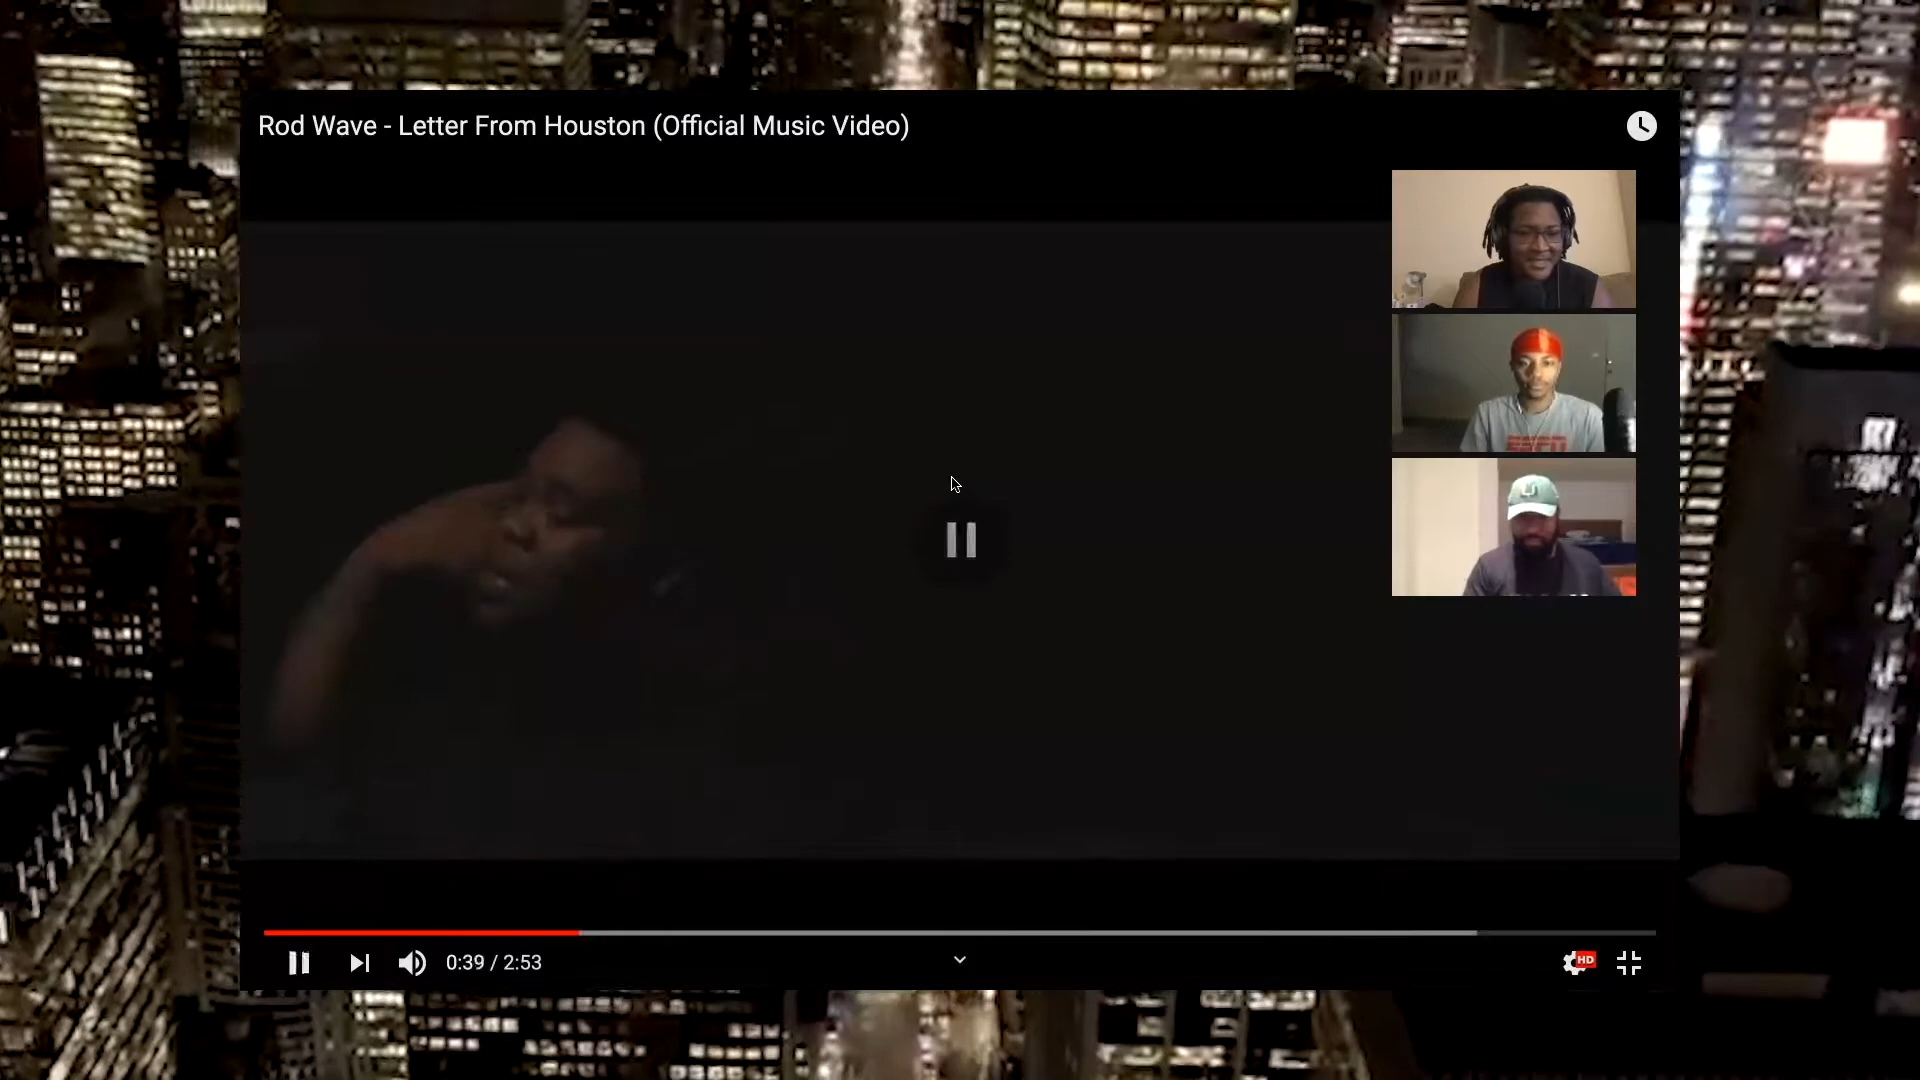 Rod Wave - Letter From Houston (Official Music Video)
U
0:39 / 2:53
HD